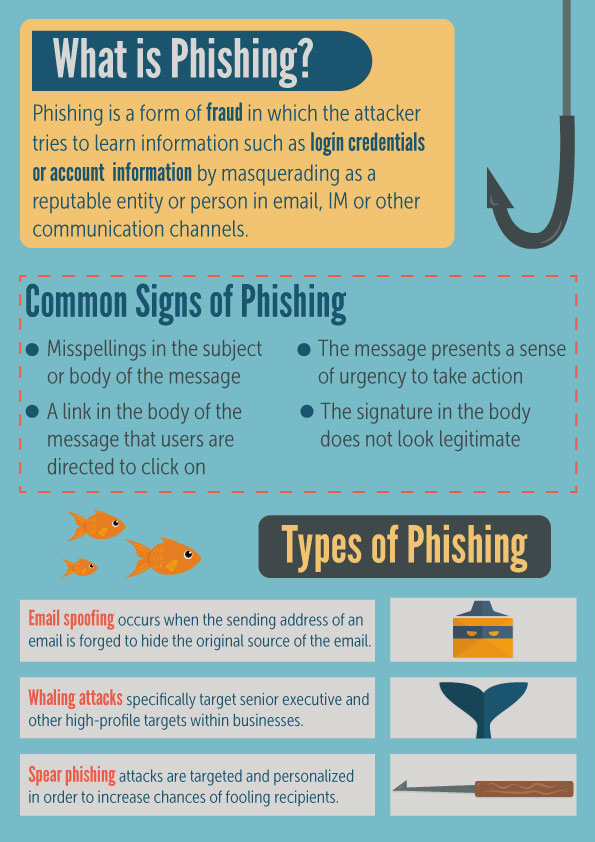 What is Phishing?
Phishing is a form of fraud in which the attacker
tries to learn information such as login credentials
or account information by masquerading as a
reputable entity or person in email, IM or other
communication channels.
Common Signs of Phishing
Misspellings in the subject
or body of the message
A link in the body of the
message that users are
directed to click on
The message presents a sense
of urgency to take action
The signature in the body
does not look legitimate
Types of Phishing
Email spoofing occurs when the sending address of an
email is forged to hide the original source of the email.
Whaling attacks specifically target senior executive and
other high-profile targets within businesses.
Spear phishing attacks are targeted and personalized
in order to increase chances of fooling recipients.